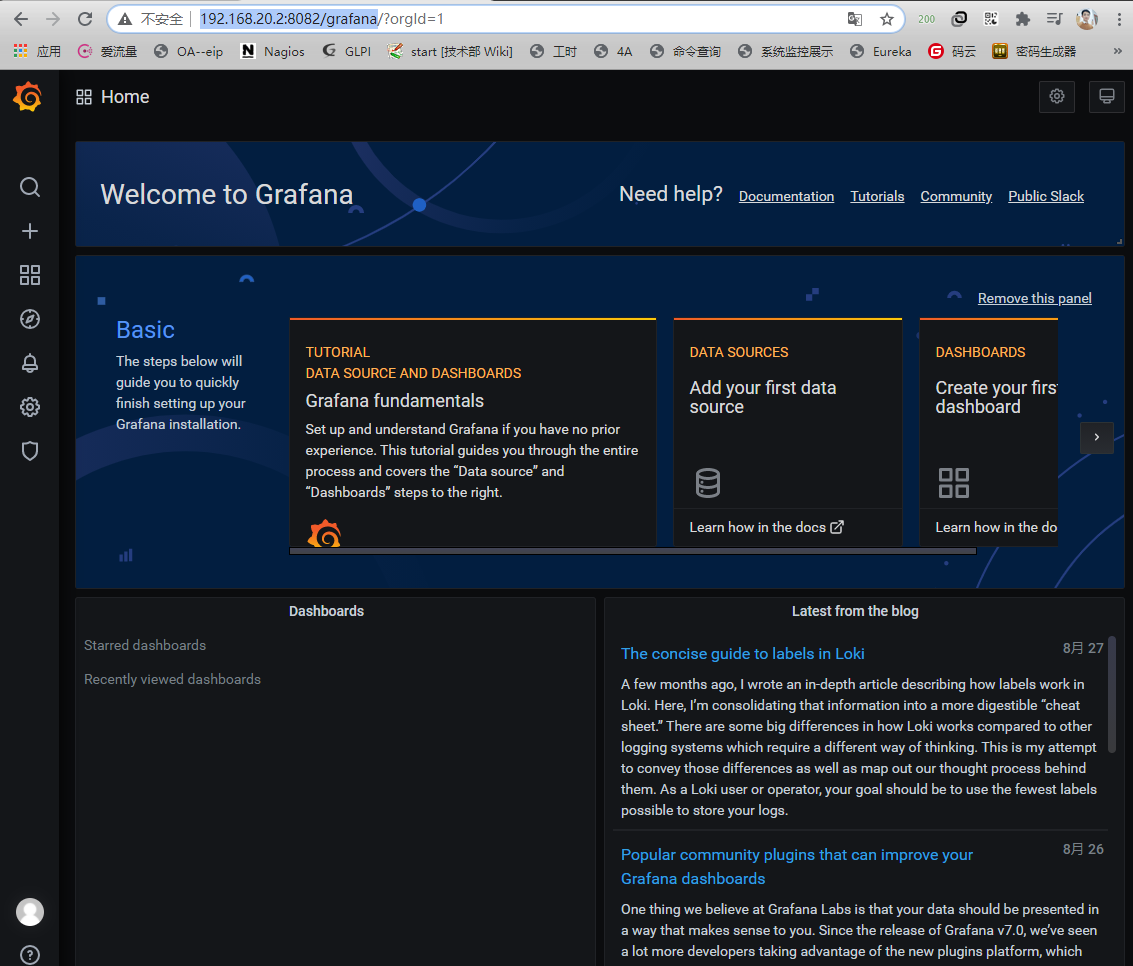 不安全 192.168.20.2:8082/grafana/?orgId=1 200
应用 爱流量 OA--eip Nagios GLPI start [技术部 Wiki] 工时 4A 命令查询 系统监控展示 Eureka 码云 密码生成器 »
Home
Welcome to Grafana
Need help? Documentation Tutorials Community Public Slack
Remove this panel
Basic
The steps below will
guide you to quickly
finish setting up your
Grafana installation.
TUTORIAL
DATA SOURCE AND DASHBOARDS
Grafana fundamentals
Set up and understand Grafana if you have no prior
experience. This tutorial guides you through the entire
process and covers the “Data source” and
“Dashboards” steps to the right.
DATA SOURCES
Add your first data
source
Learn how in the docs
DASHBOARDS
Create your firs
dashboard
Learn how in the do
Dashboards
Starred dashboards
Recently viewed dashboards
Latest from the blog
The concise guide to labels in Loki 8月 27
A few months ago, I wrote an in-depth article describing how labels work in
Loki. Here, I’m consolidating that information into a more digestible “cheat
sheet.” There are some big differences in how Loki works compared to other
logging systems which require a different way of thinking. This is my attempt
to convey those differences as well as map out our thought process behind
them. As a Loki user or operator, your goal should be to use the fewest labels
possible to store your logs.
Popular community plugins that can improve your 8月 26
Grafana dashboards
One thing we believe at Grafana Labs is that your data should be presented in
a way that makes sense to you. Since the release of Grafana v7.0, we’ve seen
a lot more developers taking advantage of the new plugins platform, which